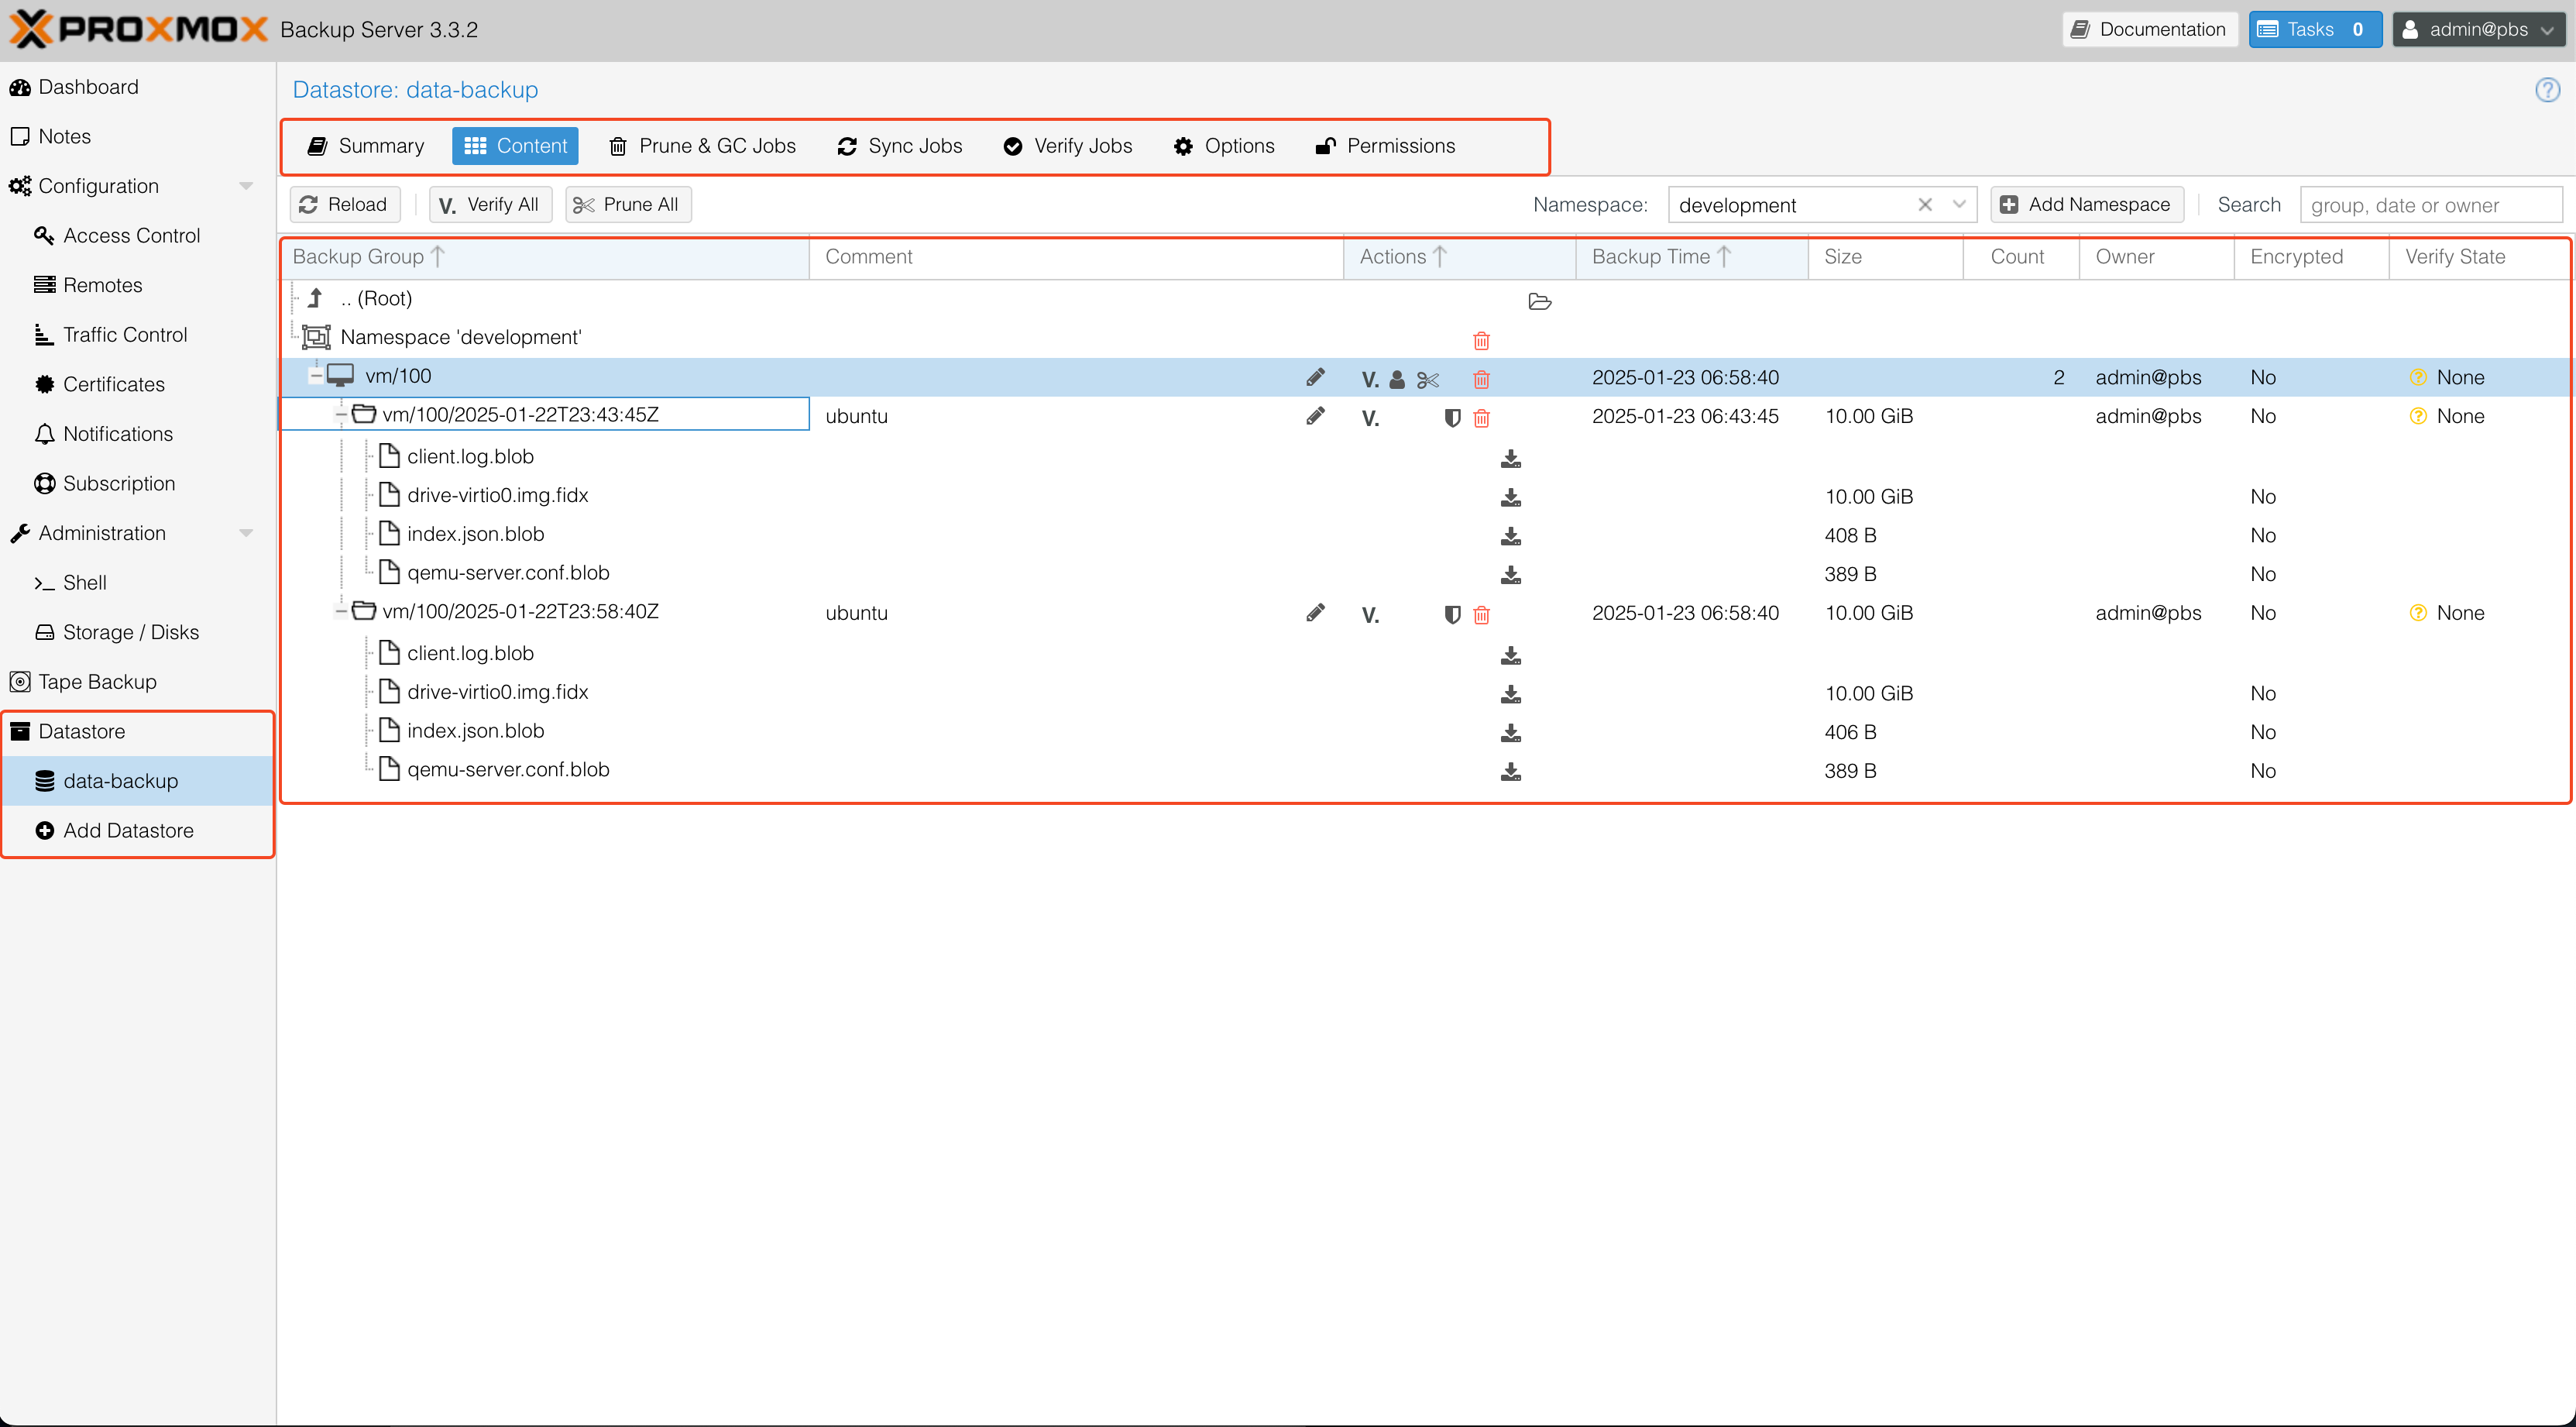 PROXMOX Backup Server 3.3.2 Documentation Tasks 0 admin@pbs
Dashboard
Notes
Configuration
Access Control
Remotes
Traffic Control
Certificates
Notifications
Subscription
Administration
Shell
Storage / Disks
Tape Backup
Datastore
data-backup
Add Datastore
Datastore: data-backup
Summary Content Prune & GC Jobs Sync Jobs Verify Jobs Options Permissions
Reload V. Verify All Prune All Namespace: development Add Namespace Search group, date or owner
Backup Group Comment Actions Backup Time Size Count Owner Encrypted Verify State
.. (Root)
Namespace 'development'
vm/100 V. 2025-01-23 06:58:40 2 admin@pbs No None
vm/100/2025-01-22T23:43:45Z ubuntu V. 2025-01-23 06:43:45 10.00 GiB admin@pbs No None
client.log.blob
drive-virtio0.img.fidx 10.00 GiB No
index.json.blob 408 B No
qemu-server.conf.blob 389 B No
vm/100/2025-01-22T23:58:40Z ubuntu V. 2025-01-23 06:58:40 10.00 GiB admin@pbs No None
client.log.blob
drive-virtio0.img.fidx 10.00 GiB No
index.json.blob 406 B No
qemu-server.conf.blob 389 B No